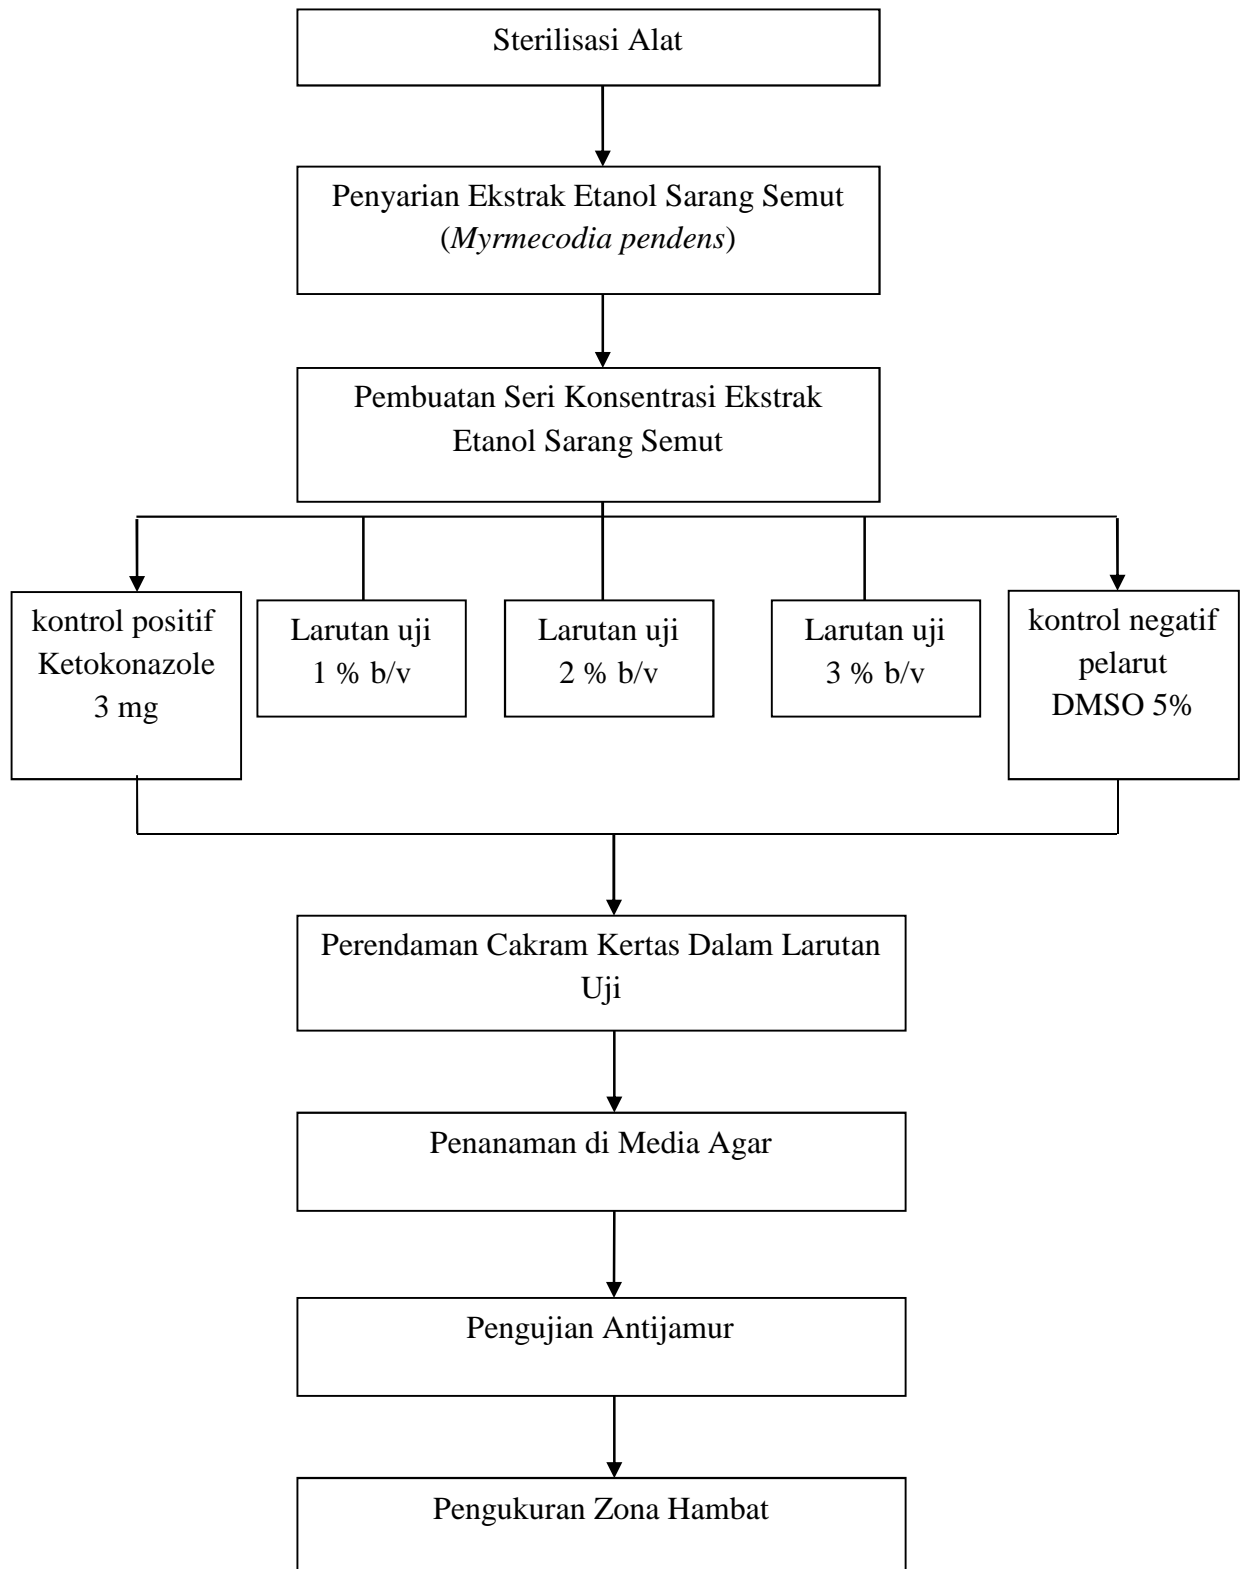 Sterilisasi Alat
Penyarian Ekstrak Etanol Sarang Semut
(Myrmecodia pendens)
Pembuatan Seri Konsentrasi Ekstrak
Etanol Sarang Semut
kontrol positif
Ketokonazole
3 mg
Larutan uji
1 % b/v
Larutan uji
2 % b/v
Larutan uji
3 % b/v
kontrol negatif
pelarut
DMSO 5%
Perendaman Cakram Kertas Dalam Larutan
Uji
Penanaman di Media Agar
Pengujian Antijamur
Pengukuran Zona Hambat